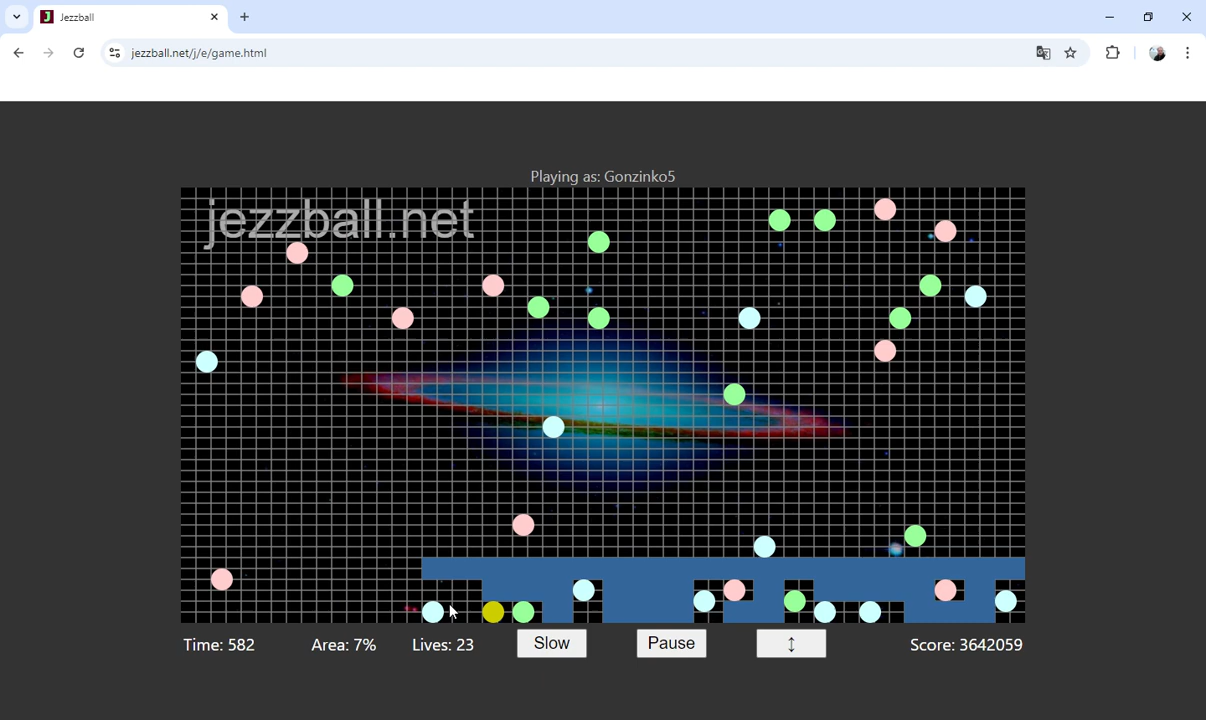 Jezzball
jezzball.net/j/e/game.html
Playing as: Gonzinko5
jezzball.net
Time: 582
Area: 7%
Lives: 23
Slow
Pause
↕
Score: 3642059